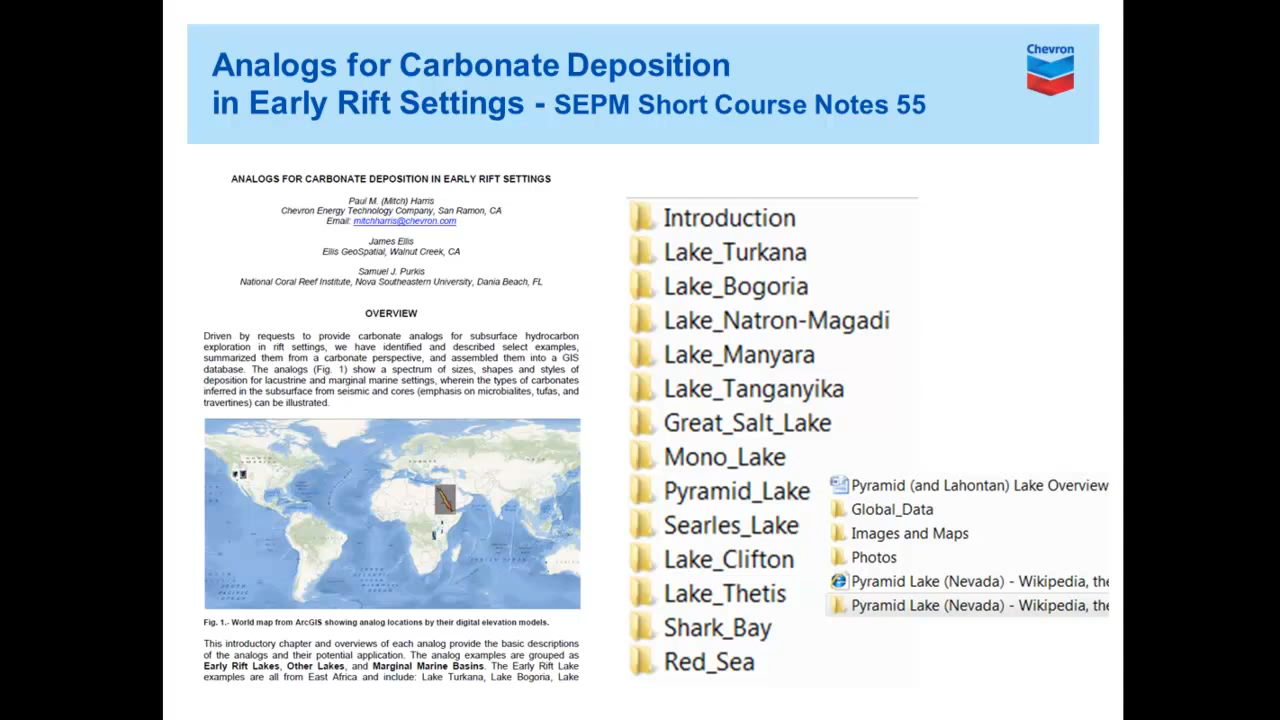 Analogs for Carbonate Deposition
in Early Rift Settings - SEPM Short Course Notes 55
Chevron
ANALOGS FOR CARBONATE DEPOSITION IN EARLY RIFT SETTINGS
Paul M. (Mitch) Harris
Chevron Energy Technology Company, San Ramon, CA
Email: mitchharris@chevron.com
James Ellis
Ellis GeoSpatial, Walnut Creek, CA
Samuel J. Purkis
National Coral Reef Institute, Nova Southeastern University, Dania Beach, FL
OVERVIEW
Driven by requests to provide carbonate analogs for subsurface hydrocarbon
exploration in rift settings, we have identified and described select examples,
summarized them from a carbonate perspective, and assembled them into a GIS
database. The analogs (Fig. 1) show a spectrum of sizes, shapes and styles of
deposition for lacustrine and marginal marine settings, wherein the types of carbonates
inferred in the subsurface from seismic and cores (emphasis on microbialites, tufas, and
travertines) can be illustrated.
Fig. 1.- World map from ArcGIS showing analog locations by their digital elevation models.
This introductory chapter and overviews of each analog provide the basic descriptions
of the analogs and their potential application. The analog examples are grouped as
Early Rift Lakes, Other Lakes, and Marginal Marine Basins. The Early Rift Lake
examples are all from East Africa and include: Lake Turkana, Lake Bogoria, Lake
Introduction
Lake_Turkana
Lake_Bogoria
Lake_Natron-Magadi
Lake_Manyara
Lake_Tanganyika
Great_Salt_Lake
Mono_Lake
Pyramid_Lake
Searles_Lake
Lake_Clifton
Lake_Thetis
Shark_Bay
Red_Sea
Pyramid (and Lahontan) Lake Overview
Global_Data
Images and Maps
Photos
Pyramid Lake (Nevada) - Wikipedia, the
Pyramid Lake (Nevada) - Wikipedia, the